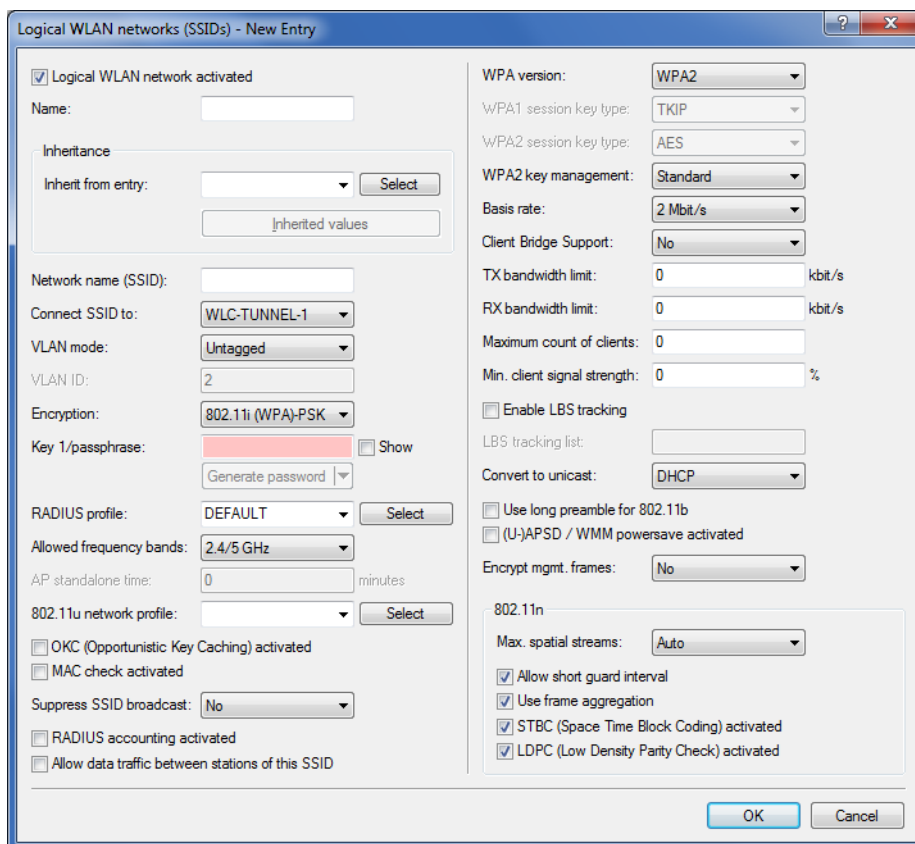 Logical WLAN networks (SSIDs) - New Entry
Logical WLAN network activated
Name:
Inheritance
Inherit from entry: Select
Inherited values
Network name (SSID):
Connect SSID to: WLC-TUNNEL-1
VLAN mode: Untagged
VLAN ID: 2
Encryption: 802.11i (WPA)-PSK
Key 1/passphrase: Show
Generate password
RADIUS profile: DEFAULT Select
Allowed frequency bands: 2.4/5 GHz
AP standalone time: 0 minutes
802.11u network profile: Select
OKC (Opportunistic Key Caching) activated
MAC check activated
Suppress SSID broadcast: No
RADIUS accounting activated
Allow data traffic between stations of this SSID
WPA version: WPA2
WPA1 session key type: TKIP
WPA2 session key type: AES
WPA2 key management: Standard
Basis rate: 2 Mbit/s
Client Bridge Support: No
TX bandwidth limit: 0 kbit/s
RX bandwidth limit: 0 kbit/s
Maximum count of clients: 0
Min. client signal strength: 0 %
Enable LBS tracking
LBS tracking list:
Convert to unicast: DHCP
Use long preamble for 802.11b
(U-)APSD / WMM powersave activated
Encrypt mgmt. frames: No
802.11n
Max. spatial streams: Auto
Allow short guard interval
Use frame aggregation
STBC (Space Time Block Coding) activated
LDPC (Low Density Parity Check) activated
OK Cancel